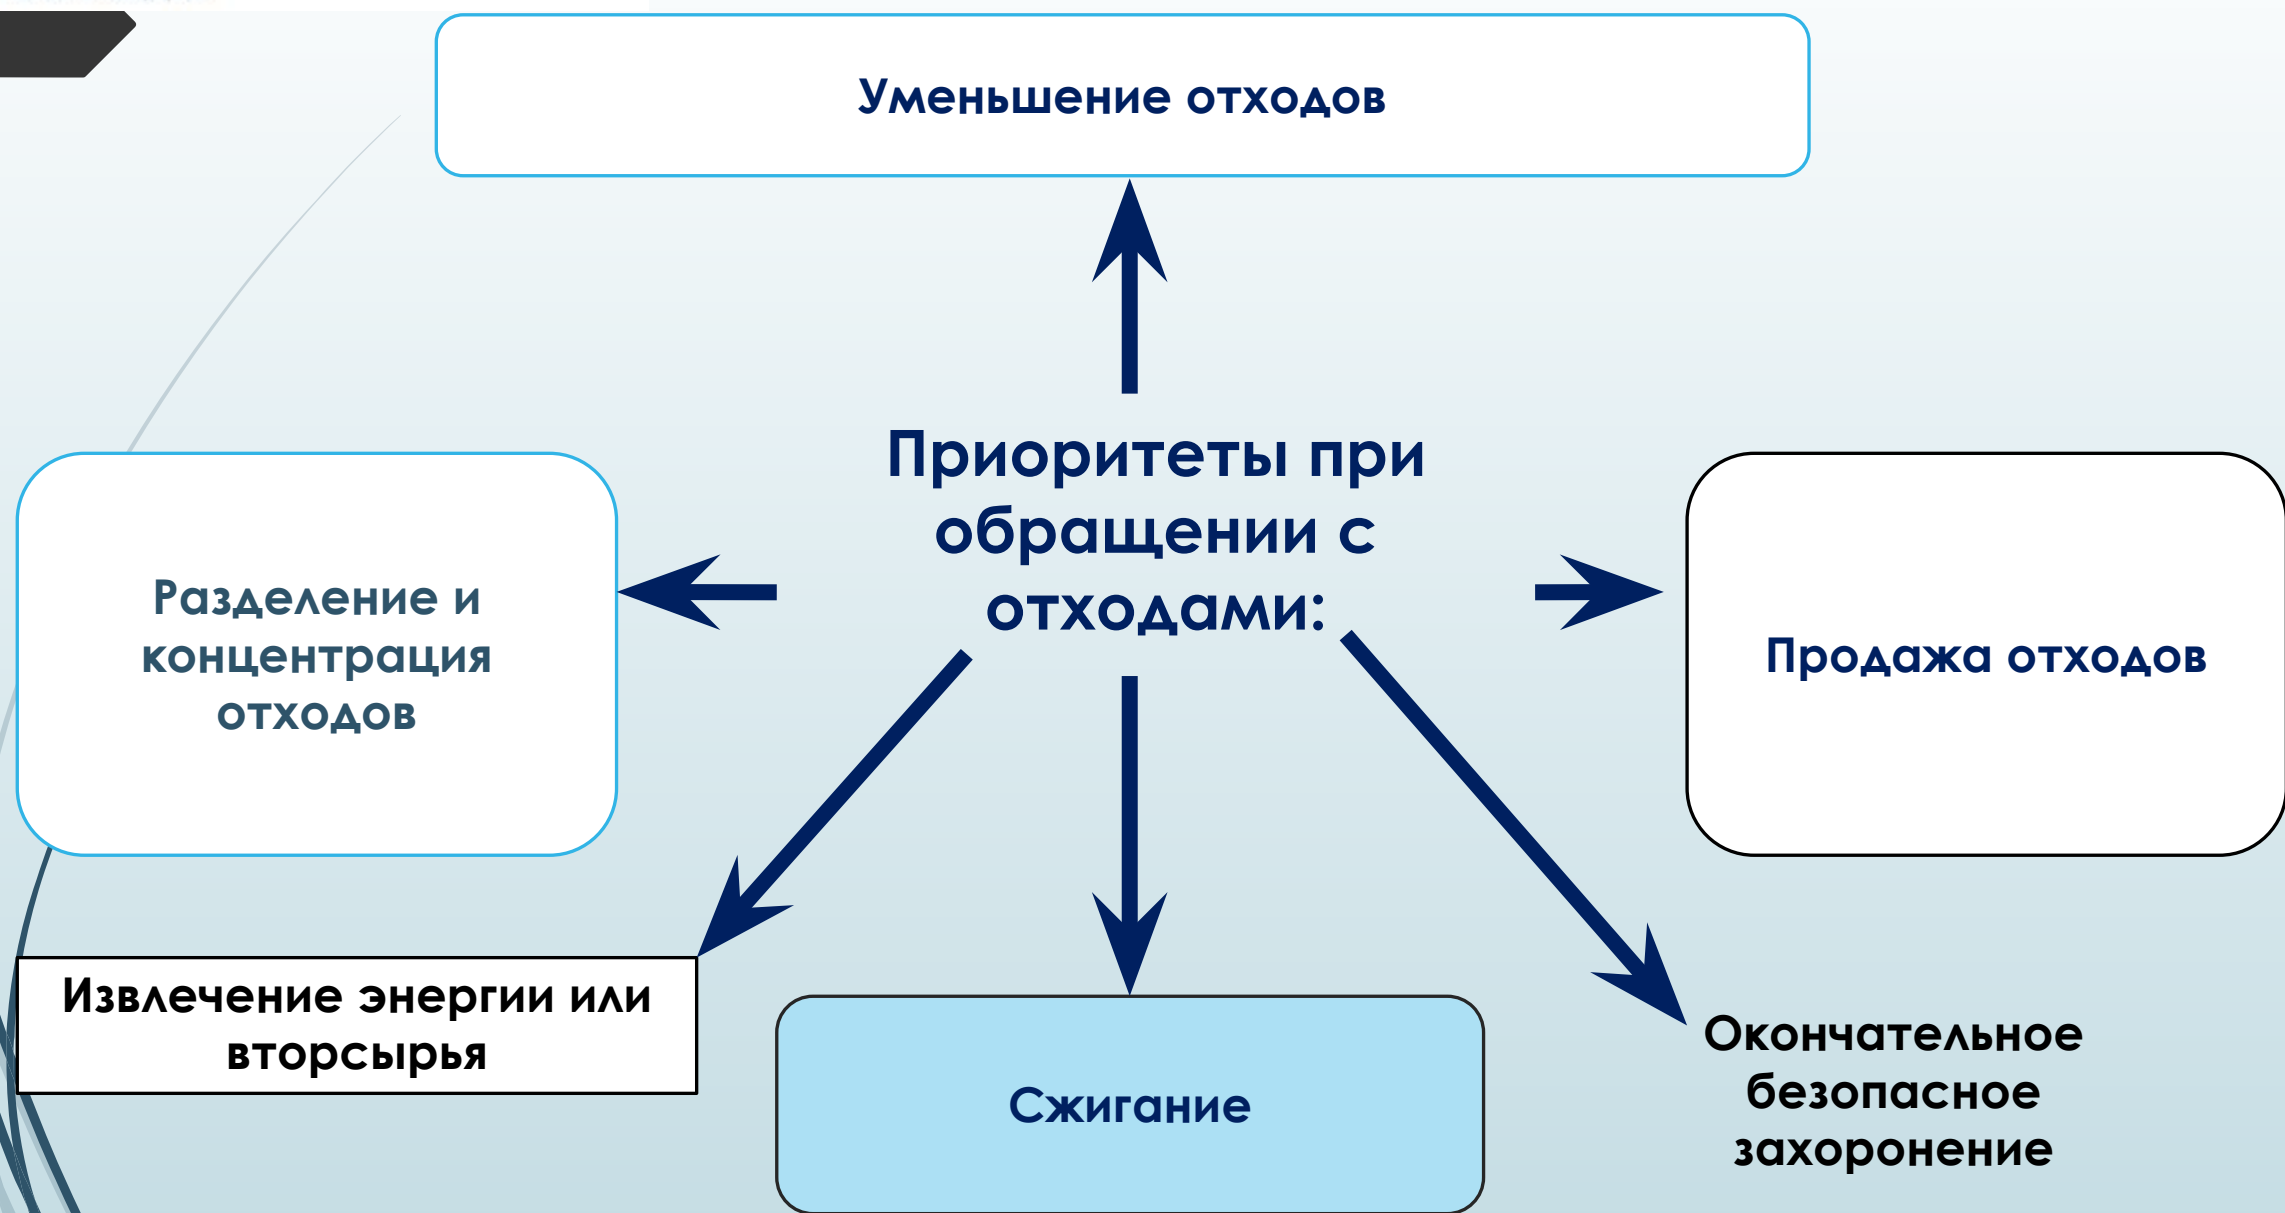 Уменьшение отходов
Приоритеты при
обращении с
отходами:
Разделение и
концентрация
отходов
Продажа отходов
Извлечение энергии или
вторсырья
Сжигание
Окончательное
безопасное
захоронение